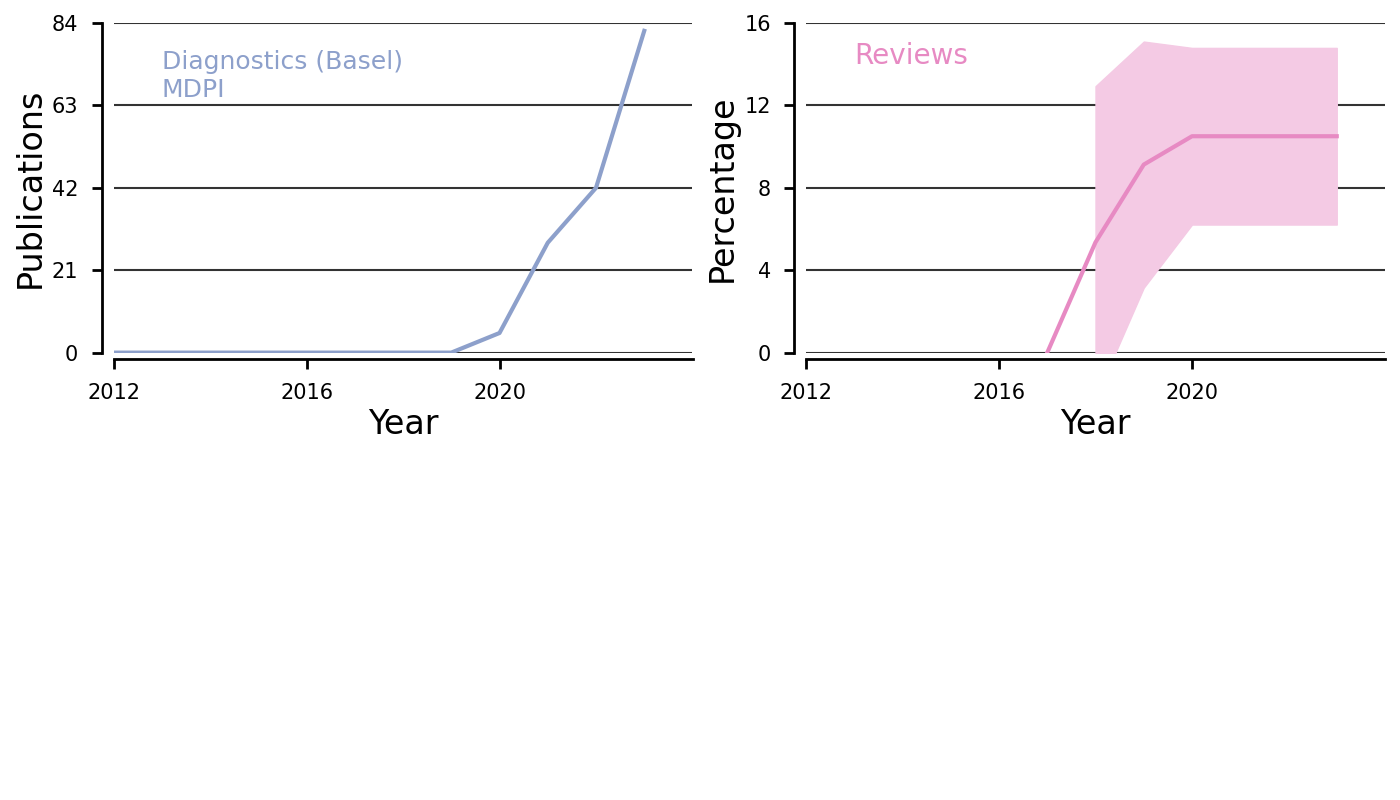 84
63
42
21
0
Publications
Diagnostics (Basel)
MDPI
2012
2016
2020
Year
16
12
8
4
0
Percentage
Reviews
2012
2016
2020
Year